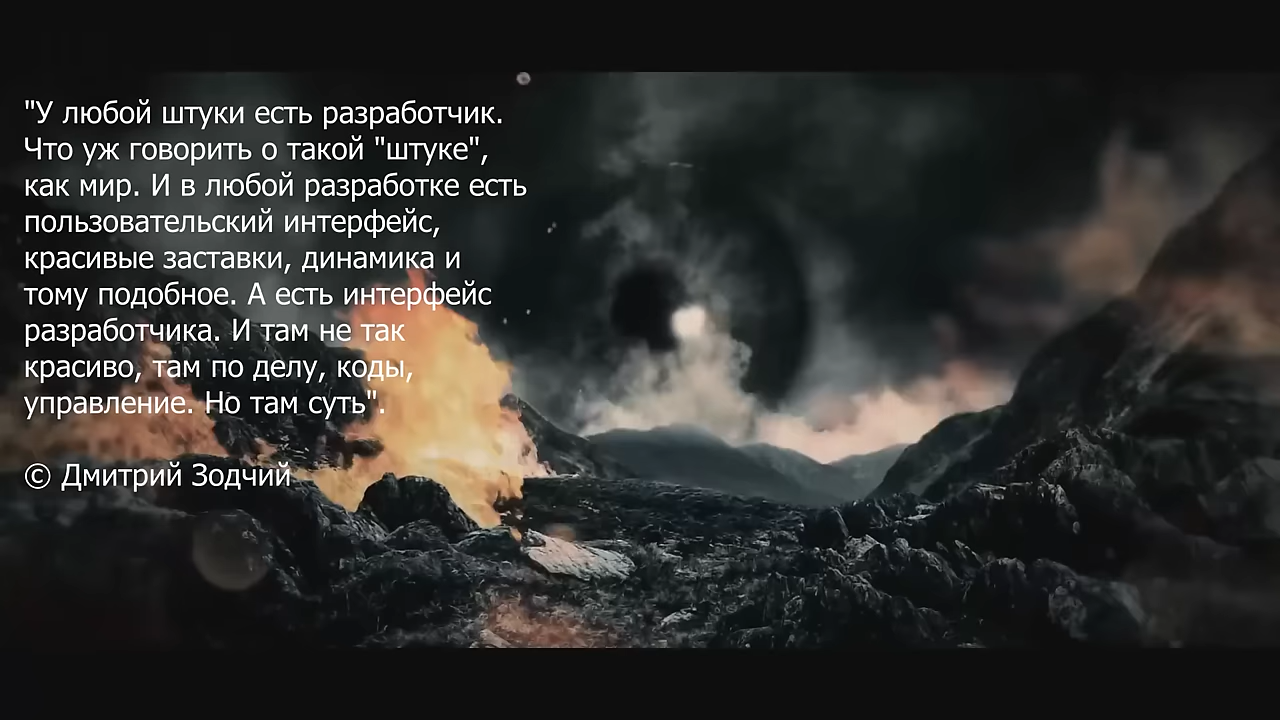 "У любой штуки есть разработчик.
Что уж говорить о такой "штуке",
как мир. И в любой разработке есть
пользовательский интерфейс,
красивые заставки, динамика и
тому подобное. А есть интерфейс
разработчика. И там не так
красиво, там по делу, коды,
управление. Но там суть".
© Дмитрий Зодчий